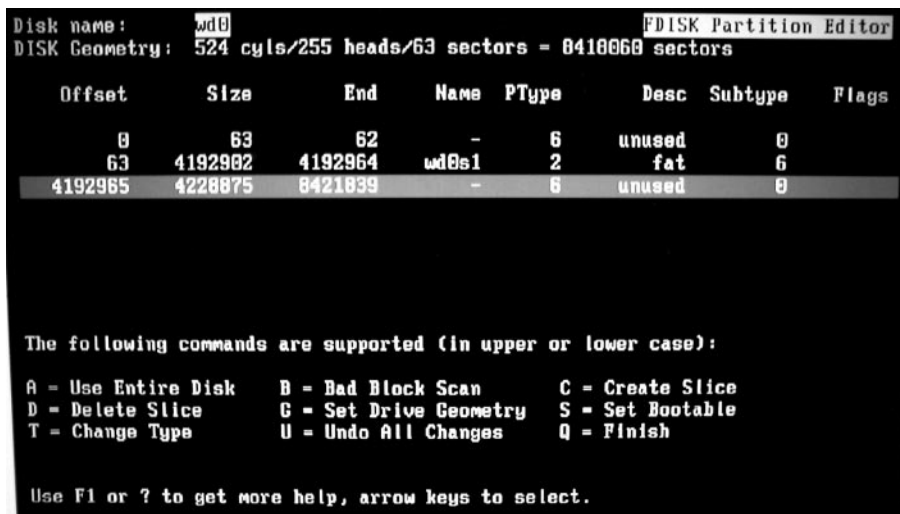 Disk name: wd0 FDISK Partition Editor
DISK Geometry: 524 cyls/255 heads/63 sectors = 8418060 sectors
Offset Size End Name PType Desc Subtype Flags
0 63 62 - 6 unused 0
63 4192902 4192964 wd0s1 2 fat 6
4192965 4228875 8421839 - 6 unused 0
The following commands are supported (in upper or lower case):
A = Use Entire Disk B = Bad Block Scan C = Create Slice
D = Delete Slice G = Set Drive Geometry S = Set Bootable
T = Change Type U = Undo All Changes Q = Finish
Use F1 or ? to get more help, arrow keys to select.